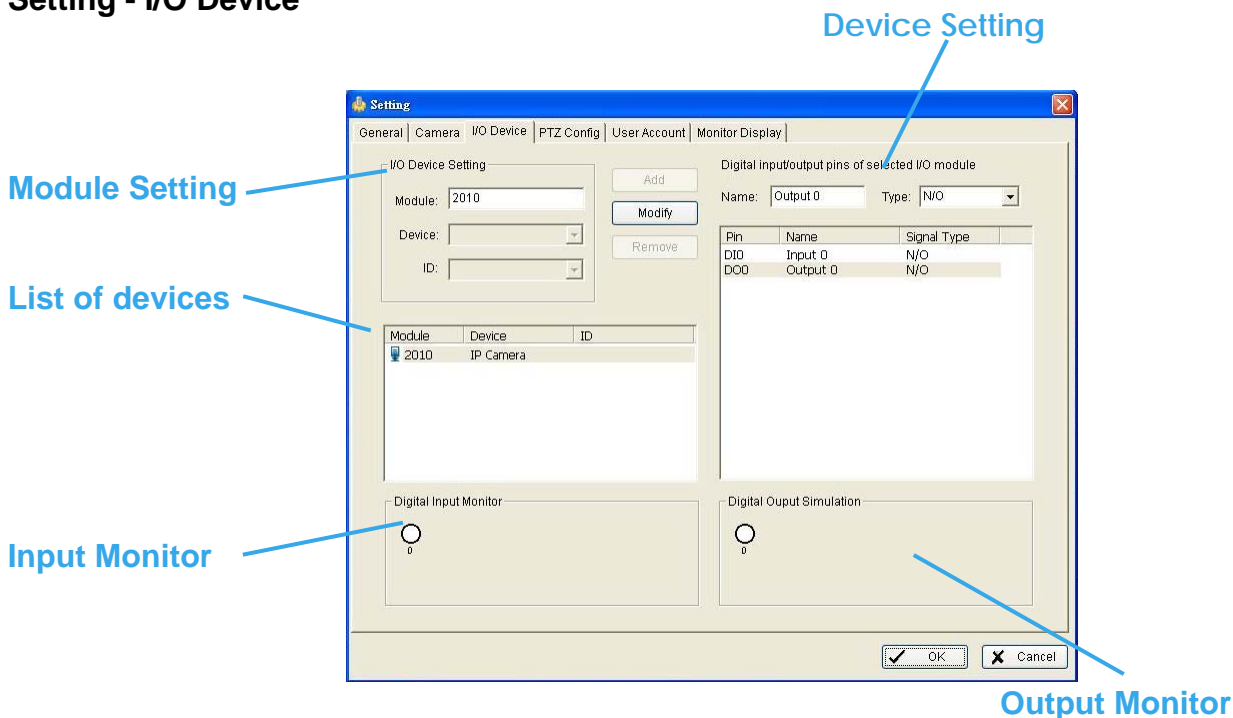 Setting - I/O Device
Device Setting
Setting
General Camera I/O Device PTZ Config User Account Monitor Display
Module Setting
I/O Device Setting
Module: 2010
Device:
ID:
Add
Modify
Remove
Digital input/output pins of selected I/O module
Name: Output 0 Type: N/O
Pin Name Signal Type
DI0 Input 0 N/O
DO0 Output 0 N/O
List of devices
Module Device ID
2010 IP Camera
Input Monitor
Digital Input Monitor
0
Digital Ouput Simulation
0
OK Cancel
Output Monitor